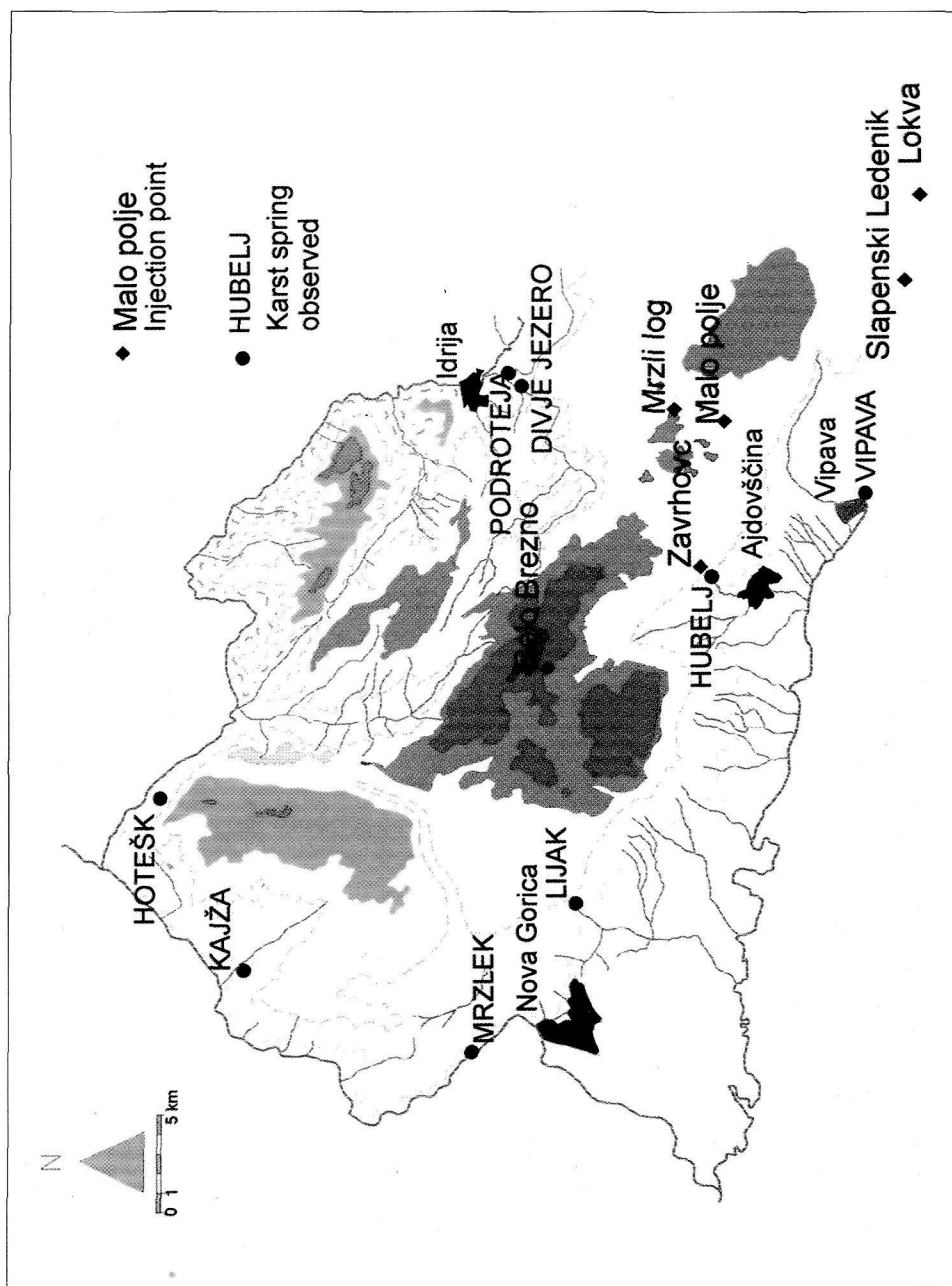 N
0 1 5 km
Malo polje
Injection point
HUBELJ
Karst spring
observed
HOTEŠK
KAJŽA
MRZLEK
Nova Gorica
LIJAK
Idrija
PODROTEJA
DIVJE JEZERO
Brezno
Mrzli log
Malo polje
Zavrhovc
HUBELJ
Ajdovščina
Vipava
VIPAVA
Slapenski Ledenik
Lokva